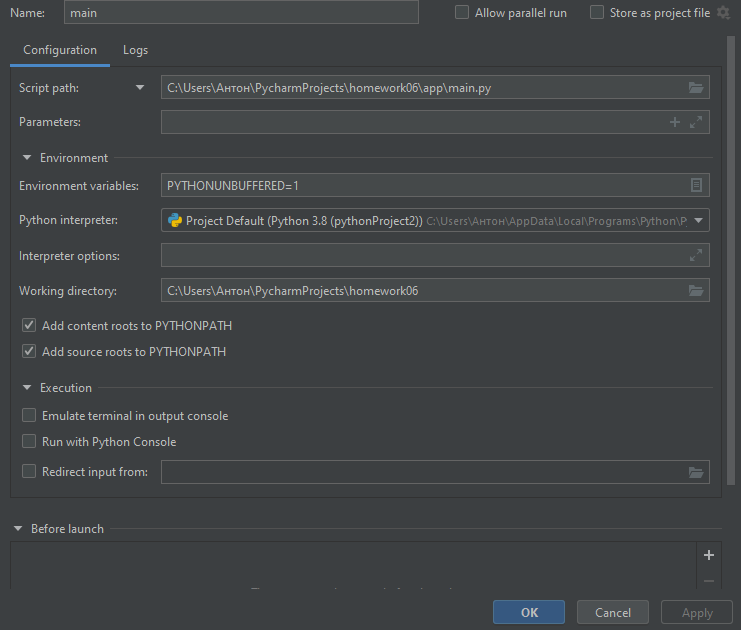 Name: main Allow parallel run Store as project file
Configuration Logs
Script path: C:\Users\Антон\PycharmProjects\homework06\app\main.py
Parameters:
Environment
Environment variables: PYTHONUNBUFFERED=1
Python interpreter: Project Default (Python 3.8 (pythonProject2)) C:\Users\Антон\AppData\Local\Programs\Python\P
Interpreter options:
Working directory: C:\Users\Антон\PycharmProjects\homework06
Add content roots to PYTHONPATH
Add source roots to PYTHONPATH
Execution
Emulate terminal in output console
Run with Python Console
Redirect input from:
Before launch
OK Cancel Apply